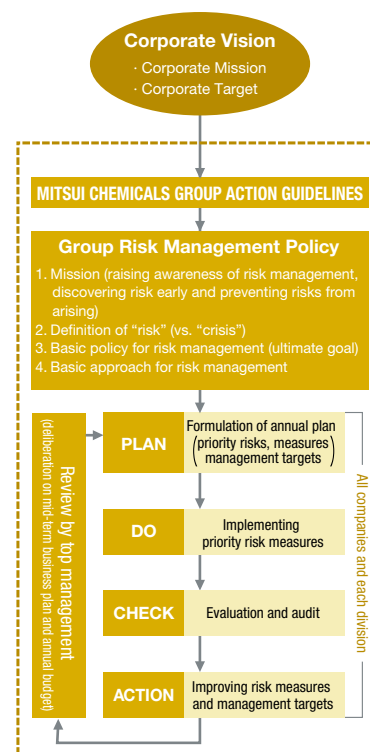 Corporate Vision
· Corporate Mission
· Corporate Target
MITSUI CHEMICALS GROUP ACTION GUIDELINES
Group Risk Management Policy
1. Mission (raising awareness of risk management,
discovering risk early and preventing risks from
arising)
2. Definition of “risk” (vs. “crisis”)
3. Basic policy for risk management (ultimate goal)
4. Basic approach for risk management
Review by top management
(deliberation on mid-term business plan and annual budget)
PLAN
Formulation of annual plan
(priority risks, measures
management targets)
DO
Implementing
priority risk measures
CHECK
Evaluation and audit
ACTION
Improving risk measures
and management targets
All companies and each division